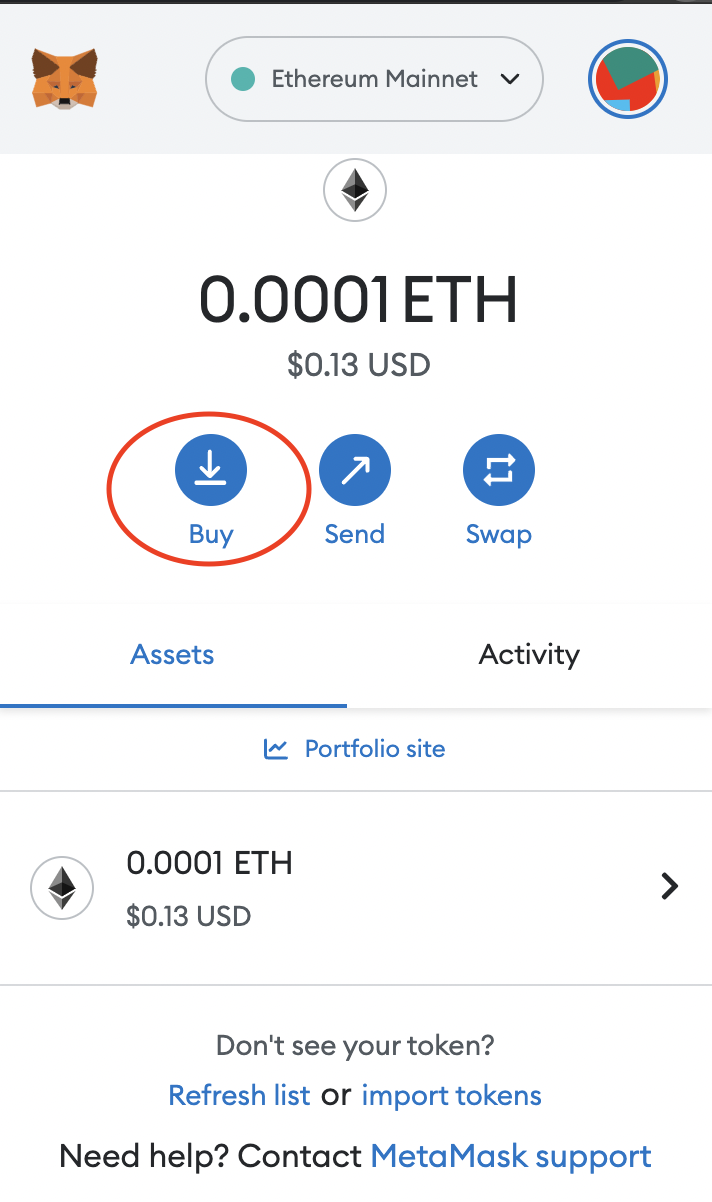 Ethereum Mainnet
0.0001 ETH
$0.13 USD
Buy Send Swap
Assets Activity
Portfolio site
0.0001 ETH
$0.13 USD
Don't see your token?
Refresh list or import tokens
Need help? Contact MetaMask support